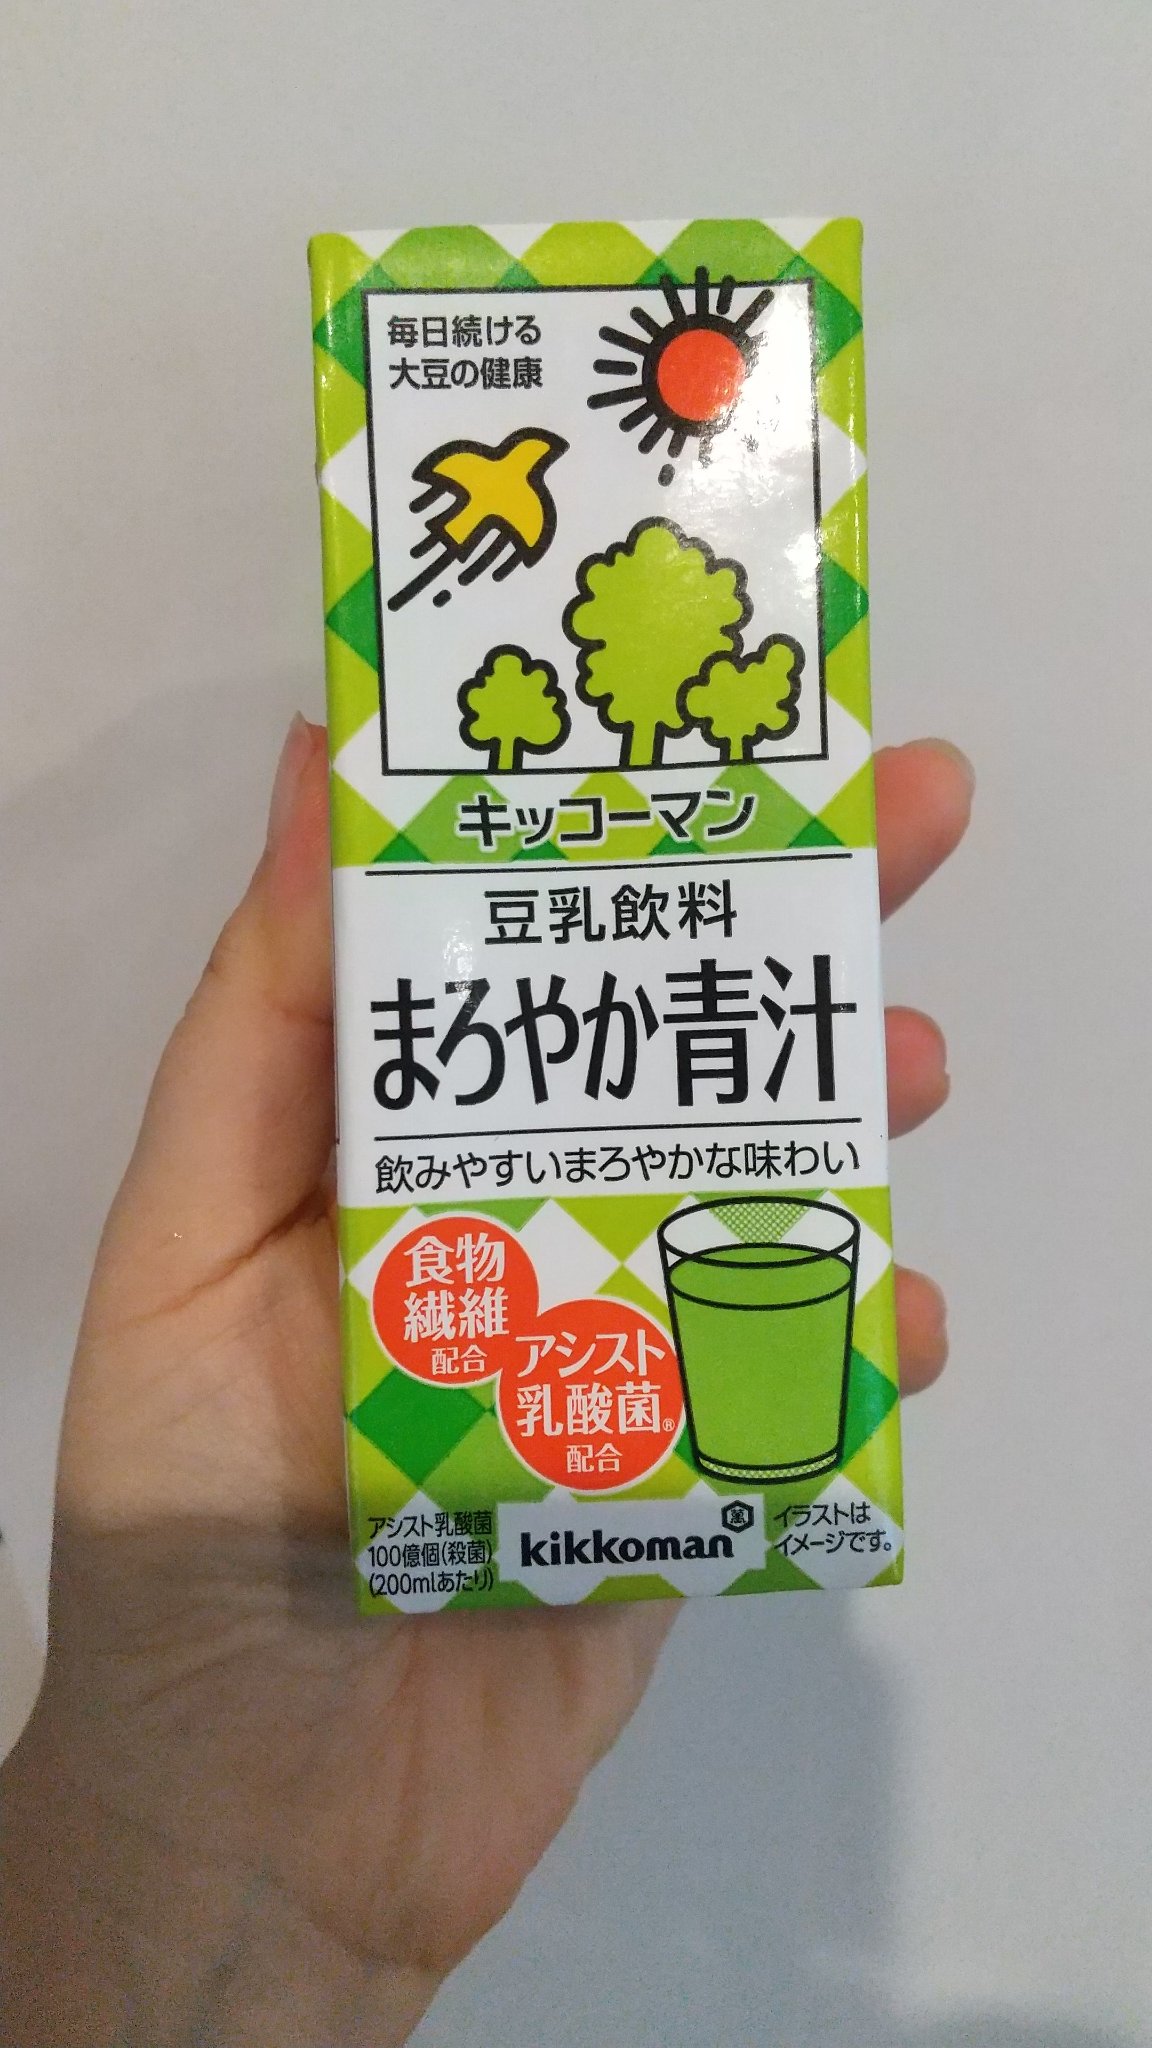 毎日続ける
大豆の健康
キッコーマン
豆乳飲料
まろやか青汁
飲みやすいまろやかな味わい
食物
繊維
配合
アシスト
乳酸菌®
配合
アシスト乳酸菌
100億個(殺菌)
(200mlあたり)
kikkoman
萬
イラストは
イメージです。